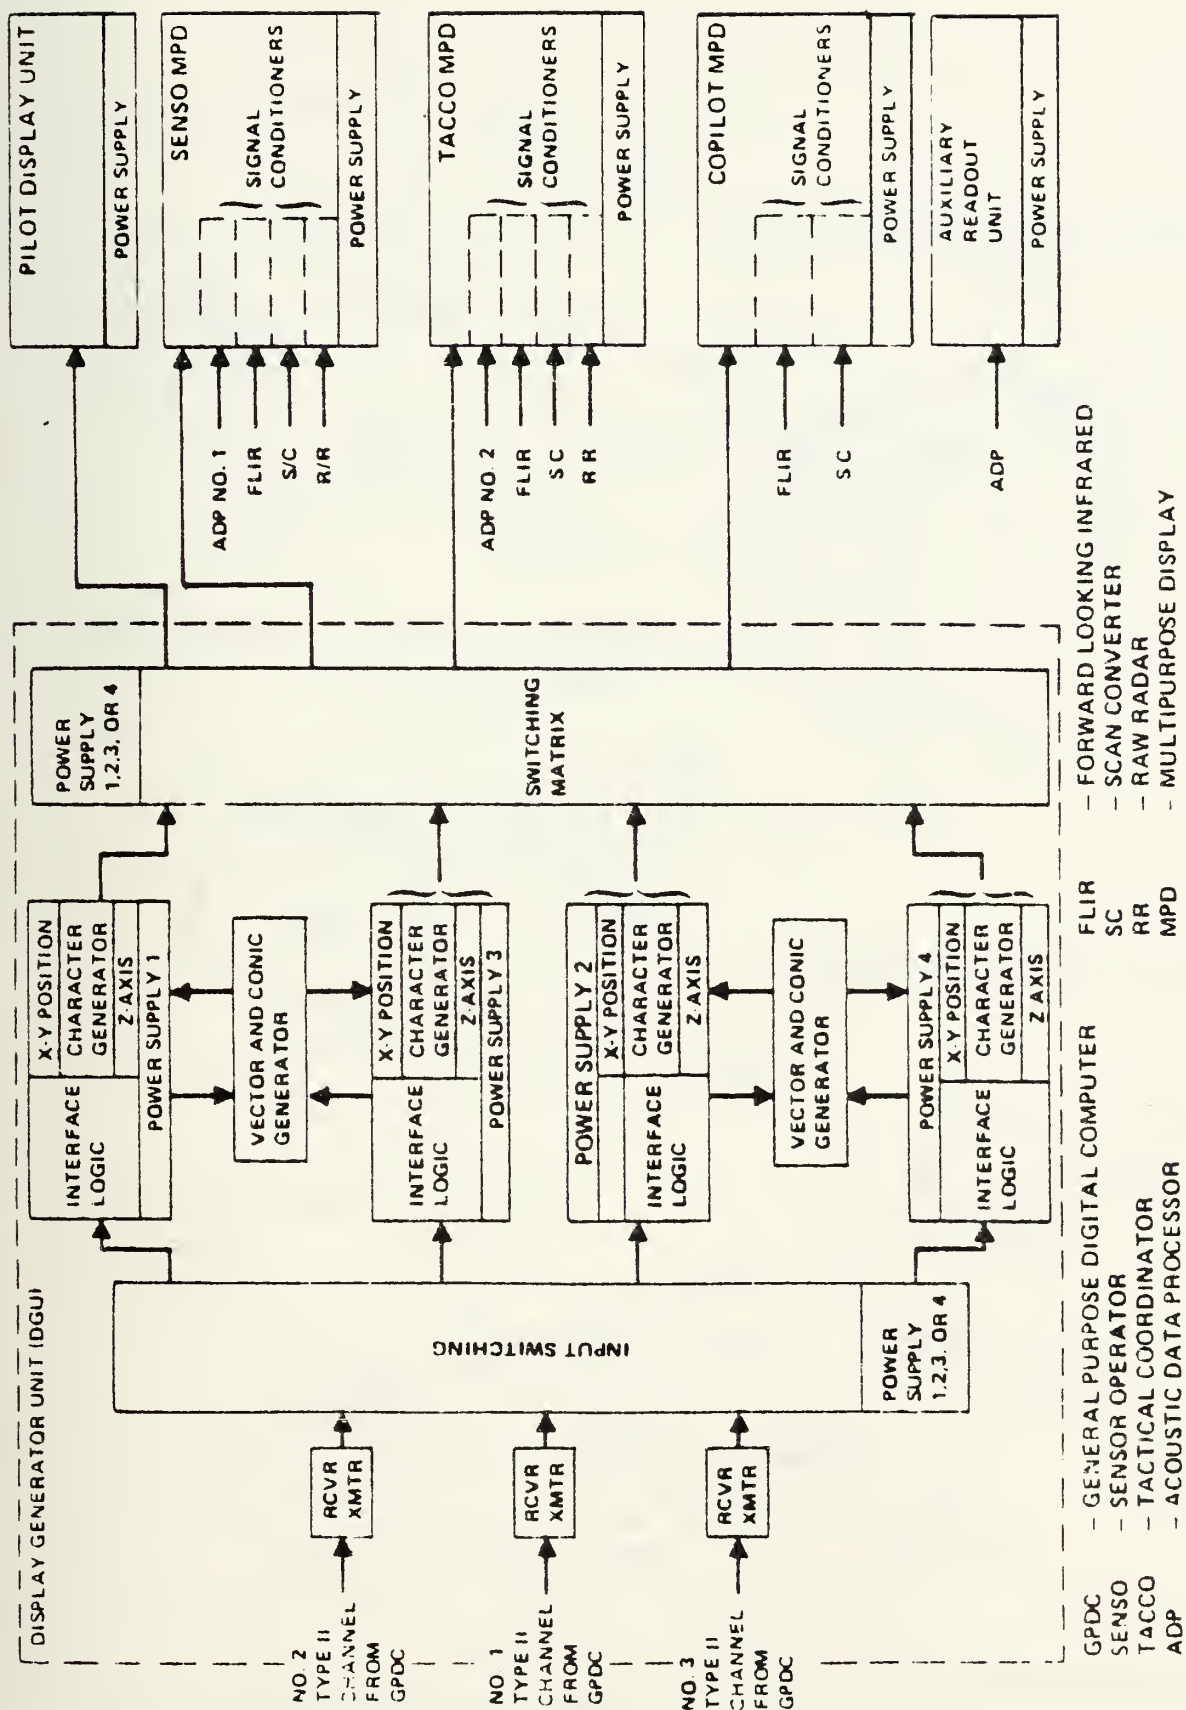 DISPLAY GENERATOR UNIT (DGU)
NO. 2
TYPE II
CHANNEL
FROM
GPDC
RCVR
XMTR
NO. 1
TYPE II
CHANNEL
FROM
GPDC
RCVR
XMTR
NO. 3
TYPE II
CHANNEL
FROM
GPDC
RCVR
XMTR
INPUT SWITCHING
POWER
SUPPLY
1,2,3, OR 4
INTERFACE
LOGIC
X-Y POSITION
CHARACTER
GENERATOR
Z-AXIS
POWER SUPPLY 1
VECTOR AND CONIC
GENERATOR
INTERFACE
LOGIC
X-Y POSITION
CHARACTER
GENERATOR
Z-AXIS
POWER SUPPLY 3
POWER SUPPLY 2
INTERFACE
LOGIC
X-Y POSITION
CHARACTER
GENERATOR
Z-AXIS
VECTOR AND CONIC
GENERATOR
POWER SUPPLY 4
INTERFACE
LOGIC
X-Y POSITION
CHARACTER
GENERATOR
Z AXIS
POWER
SUPPLY
1,2,3, OR 4
SWITCHING
MATRIX
PILOT DISPLAY UNIT
POWER SUPPLY
ADP NO. 1
FLIR
S/C
R/R
SENSO MPD
SIGNAL
CONDITIONERS
POWER SUPPLY
ADP NO. 2
FLIR
S C
R R
TACCO MPD
SIGNAL
CONDITIONERS
POWER SUPPLY
FLIR
S C
COPILOT MPD
SIGNAL
CONDITIONERS
POWER SUPPLY
ADP
AUXILIARY
READOUT
UNIT
POWER SUPPLY
GPDC – GENERAL PURPOSE DIGITAL COMPUTER
SENSO – SENSOR OPERATOR
TACCO – TACTICAL COORDINATOR
ADP – ACOUSTIC DATA PROCESSOR
FLIR – FORWARD LOOKING INFRARED
SC – SCAN CONVERTER
RR – RAW RADAR
MPD – MULTIPURPOSE DISPLAY